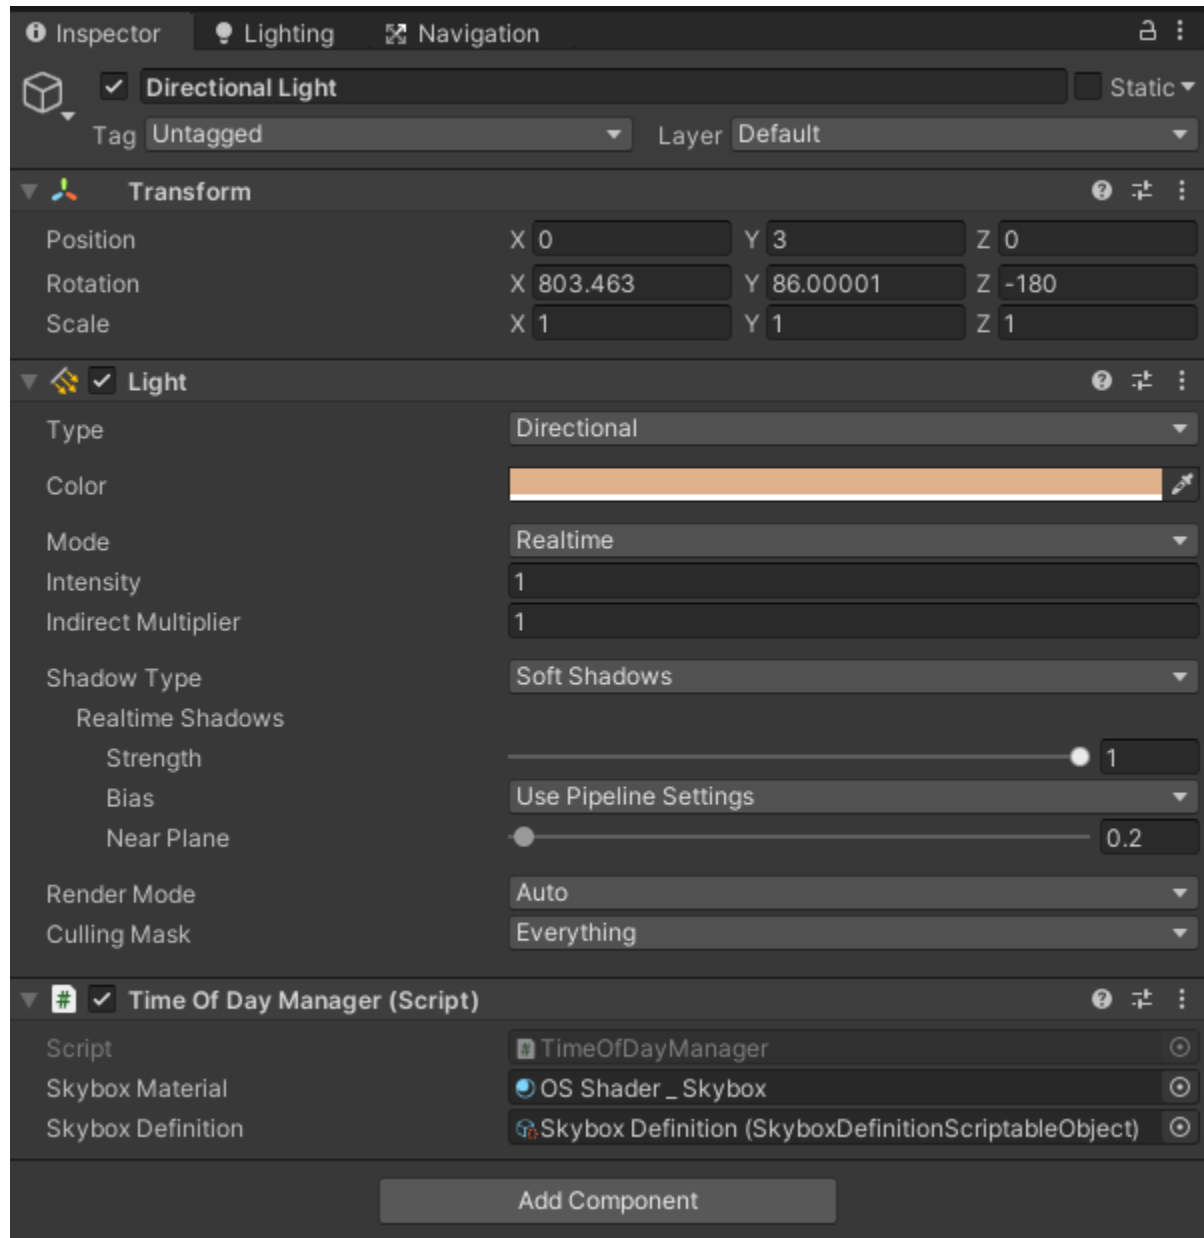 Inspector Lighting Navigation
Directional Light Static
Tag Untagged Layer Default
Transform
Position X 0 Y 3 Z 0
Rotation X 803.463 Y 86.00001 Z -180
Scale X 1 Y 1 Z 1
Light
Type Directional
Color
Mode Realtime
Intensity 1
Indirect Multiplier 1
Shadow Type Soft Shadows
Realtime Shadows
Strength 1
Bias Use Pipeline Settings
Near Plane 0.2
Render Mode Auto
Culling Mask Everything
# Time Of Day Manager (Script)
Script # TimeOfDayManager
Skybox Material OS Shader _ Skybox
Skybox Definition Skybox Definition (SkyboxDefinitionScriptableObject)
Add Component